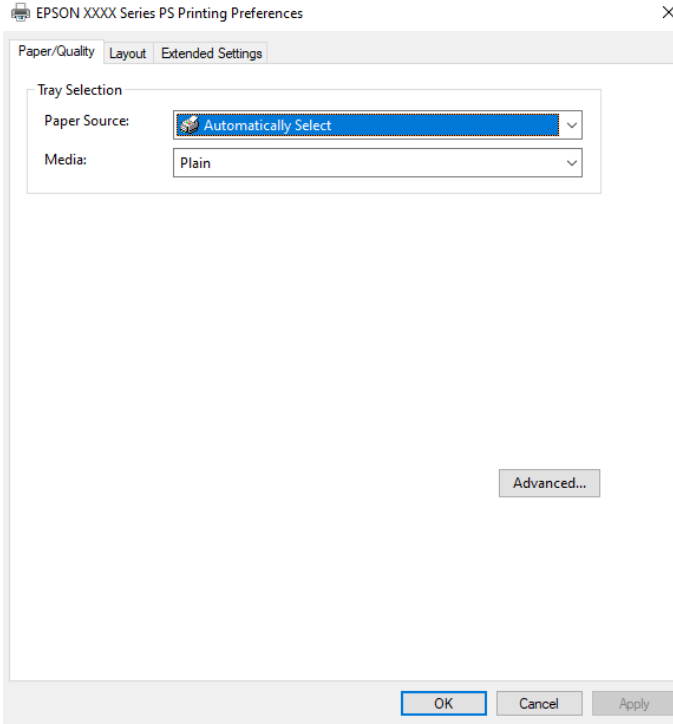 EPSON XXXX Series PS Printing Preferences
Paper/Quality Layout Extended Settings
Tray Selection
Paper Source: Automatically Select
Media: Plain
Advanced...
OK Cancel Apply